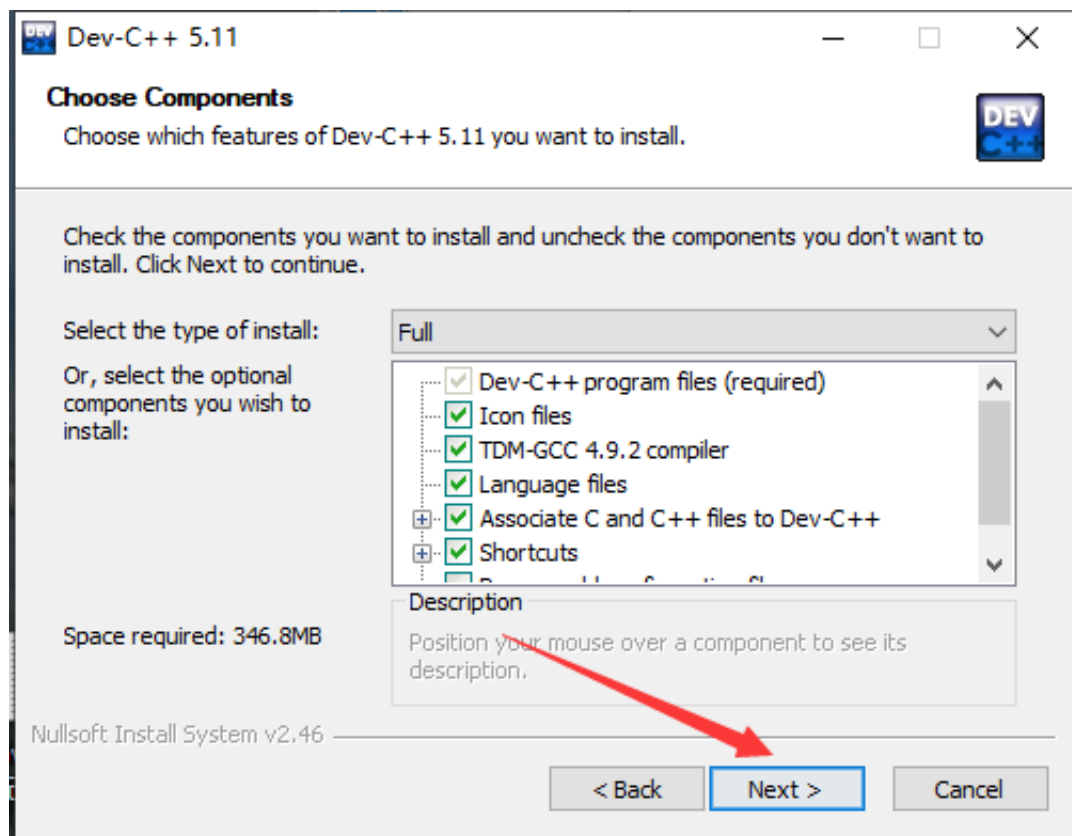 Dev-C++ 5.11
Choose Components
Choose which features of Dev-C++ 5.11 you want to install.
DEV
C++
Check the components you want to install and uncheck the components you don't want to
install. Click Next to continue.
Select the type of install:
Full
Or, select the optional
components you wish to
install:
Dev-C++ program files (required)
Icon files
TDM-GCC 4.9.2 compiler
Language files
Associate C and C++ files to Dev-C++
Shortcuts
Space required: 346.8MB
Description
Position your mouse over a component to see its
description.
Nullsoft Install System v2.46
< Back
Next >
Cancel